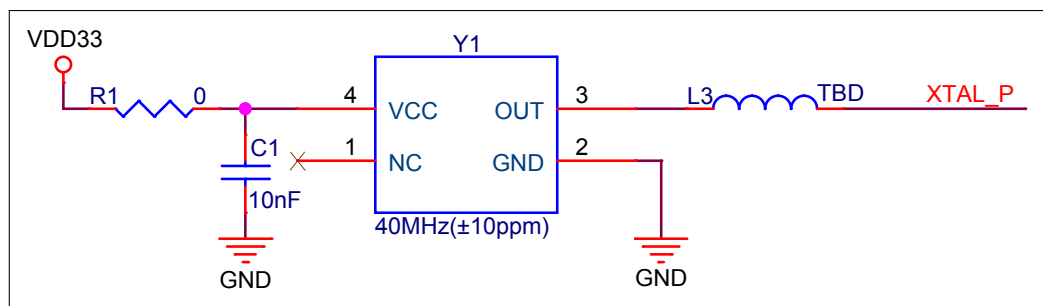 Y1
VDD33
R1 0 4 VCC OUT 3 L3 TBD XTAL_P
C1 1 NC GND 2
10nF
40MHz(±10ppm)
GND GND